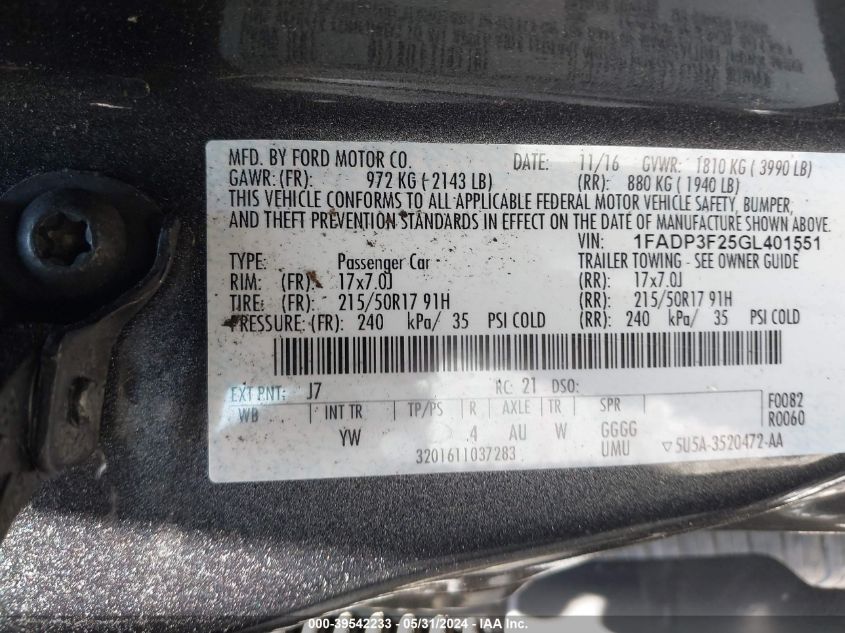 MFD. BY FORD MOTOR CO. DATE: 11/16 GVWR: 1810 KG ( 3990 LB)
GAWR:(FR): 972 KG ( 2143 LB) (RR): 880 KG ( 1940 LB)
THIS VEHICLE CONFORMS TO ALL APPLICABLE FEDERAL MOTOR VEHICLE SAFETY, BUMPER,
AND THEFT PREVENTION STANDARDS IN EFFECT ON THE DATE OF MANUFACTURE SHOWN ABOVE.
VIN: 1FADP3F25GL401551
TYPE: Passenger Car TRAILER TOWING - SEE OWNER GUIDE
RIM: (FR): 17x7.0J (RR): 17x7.0J
TIRE: (FR): 215/50R17 91H (RR): 215/50R17 91H
PRESSURE: (FR): 240 kPa/ 35 PSI COLD (RR): 240 kPa/ 35 PSI COLD
EXT PNT: J7 RC: 21 DSO:
WB INT TR TP/PS R AXLE TR SPR F0082
YW 4 AU W GGGG R0060
3201611037283 UMU ▽5U5A-3520472-AA
000-39542233 - 05/31/2024 - IAA Inc.